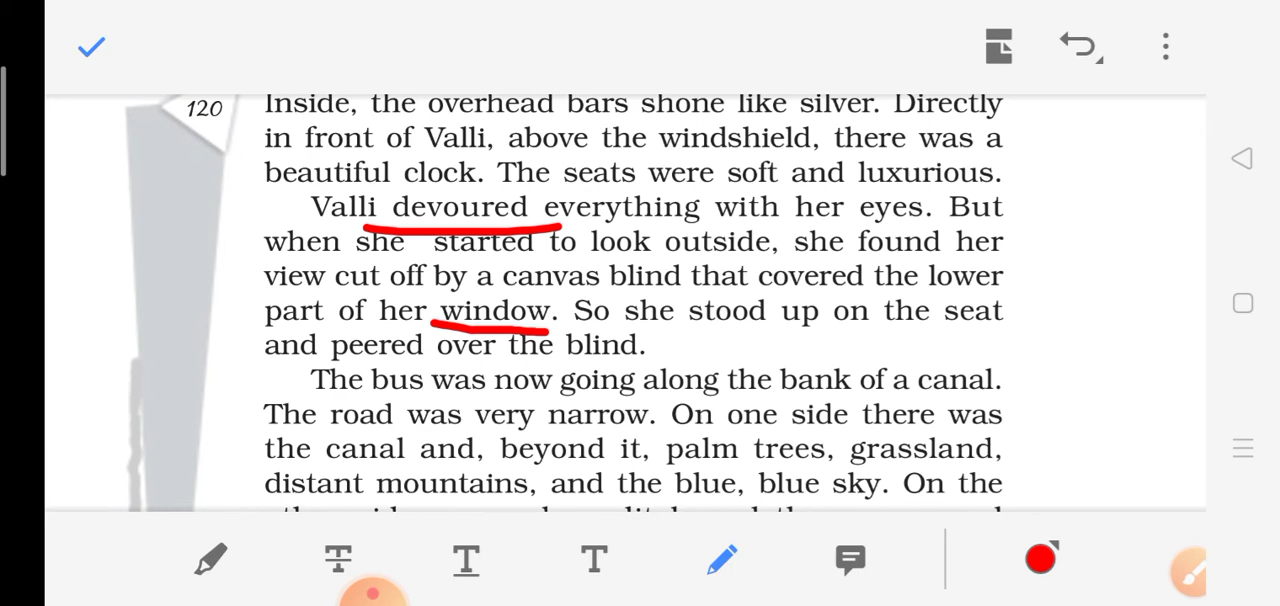 120
Inside, the overhead bars shone like silver. Directly
in front of Valli, above the windshield, there was a
beautiful clock. The seats were soft and luxurious.
Valli devoured everything with her eyes. But
when she started to look outside, she found her
view cut off by a canvas blind that covered the lower
part of her window. So she stood up on the seat
and peered over the blind.
The bus was now going along the bank of a canal.
The road was very narrow. On one side there was
the canal and, beyond it, palm trees, grassland,
distant mountains, and the blue, blue sky. On the
T T T